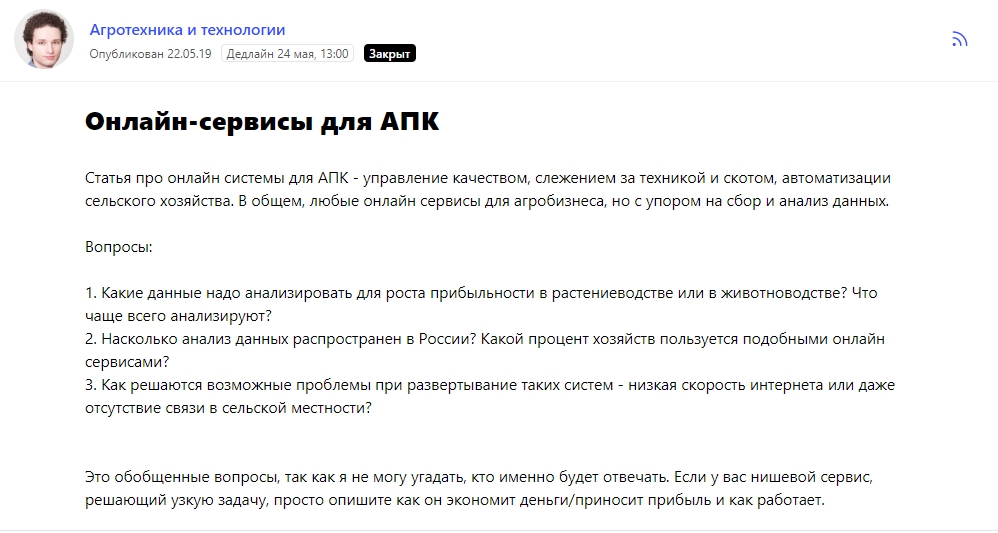 Агротехника и технологии
Опубликован 22.05.19 Дедлайн 24 мая, 13:00 Закрыт
Онлайн-сервисы для АПК
Статья про онлайн системы для АПК - управление качеством, слежением за техникой и скотом, автоматизации
сельского хозяйства. В общем, любые онлайн сервисы для агробизнеса, но с упором на сбор и анализ данных.
Вопросы:
1. Какие данные надо анализировать для роста прибыльности в растениеводстве или в животноводстве? Что
чаще всего анализируют?
2. Насколько анализ данных распространен в России? Какой процент хозяйств пользуется подобными онлайн
сервисами?
3. Как решаются возможные проблемы при развертывание таких систем - низкая скорость интернета или даже
отсутствие связи в сельской местности?
Это обобщенные вопросы, так как я не могу угадать, кто именно будет отвечать. Если у вас нишевой сервис,
решающий узкую задачу, просто опишите как он экономит деньги/приносит прибыль и как работает.